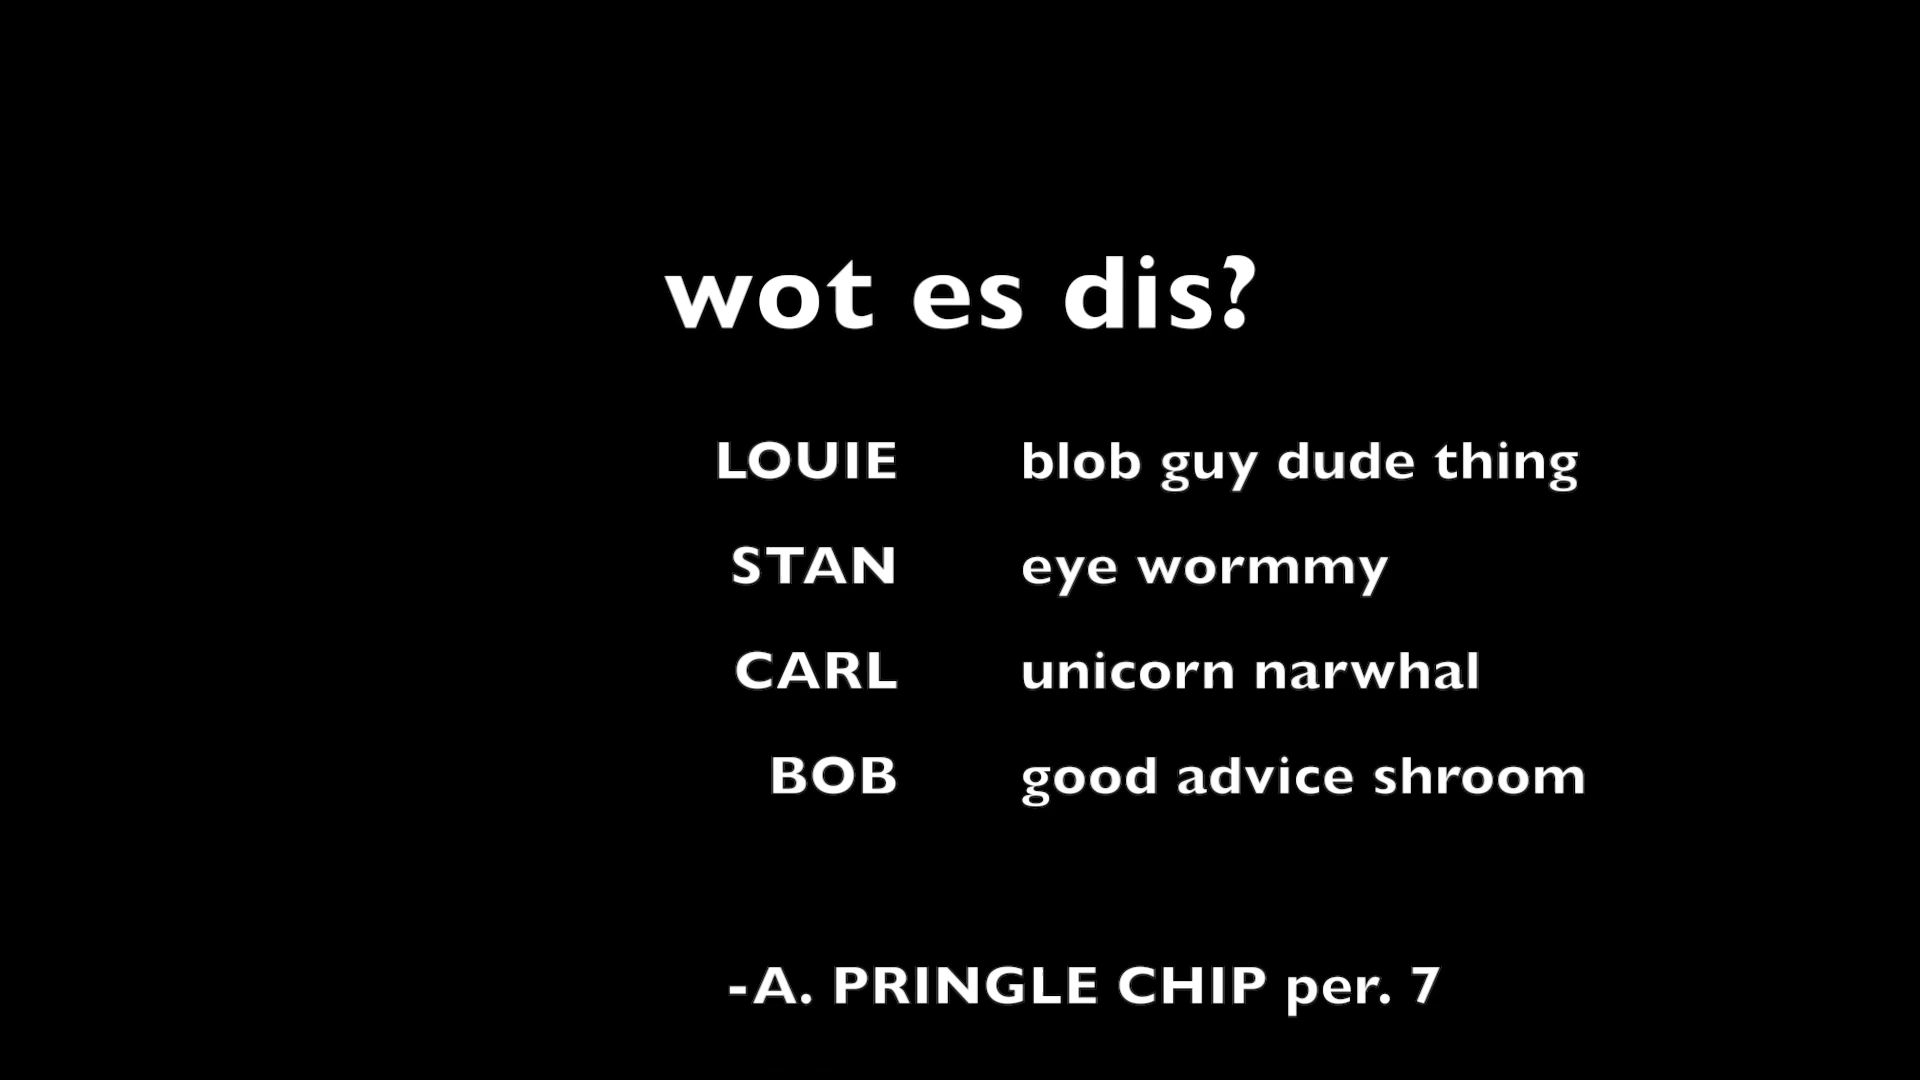 wot es dis?
LOUIE blob guy dude thing
STAN eye wormmy
CARL unicorn narwhal
BOB good advice shroom
-A. PRINGLE CHIP per. 7